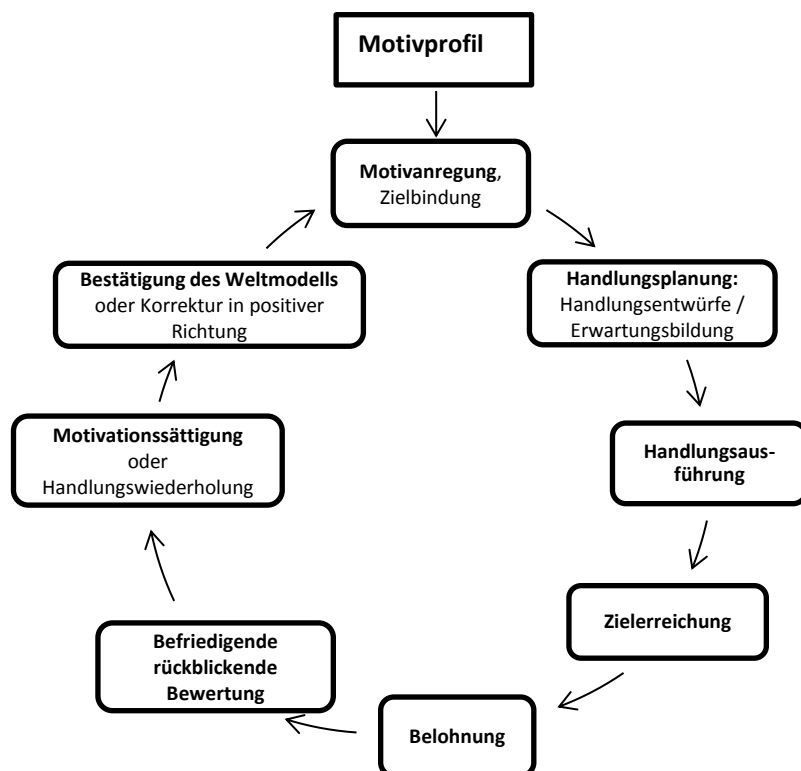 Motivprofil
Motivanregung,
Zielbindung
Handlungsplanung:
Handlungsentwürfe /
Erwartungsbildung
Handlungsaus-
führung
Zielerreichung
Belohnung
Befriedigende
rückblickende
Bewertung
Motivationssättigung
oder
Handlungswiederholung
Bestätigung des Weltmodells
oder Korrektur in positiver
Richtung